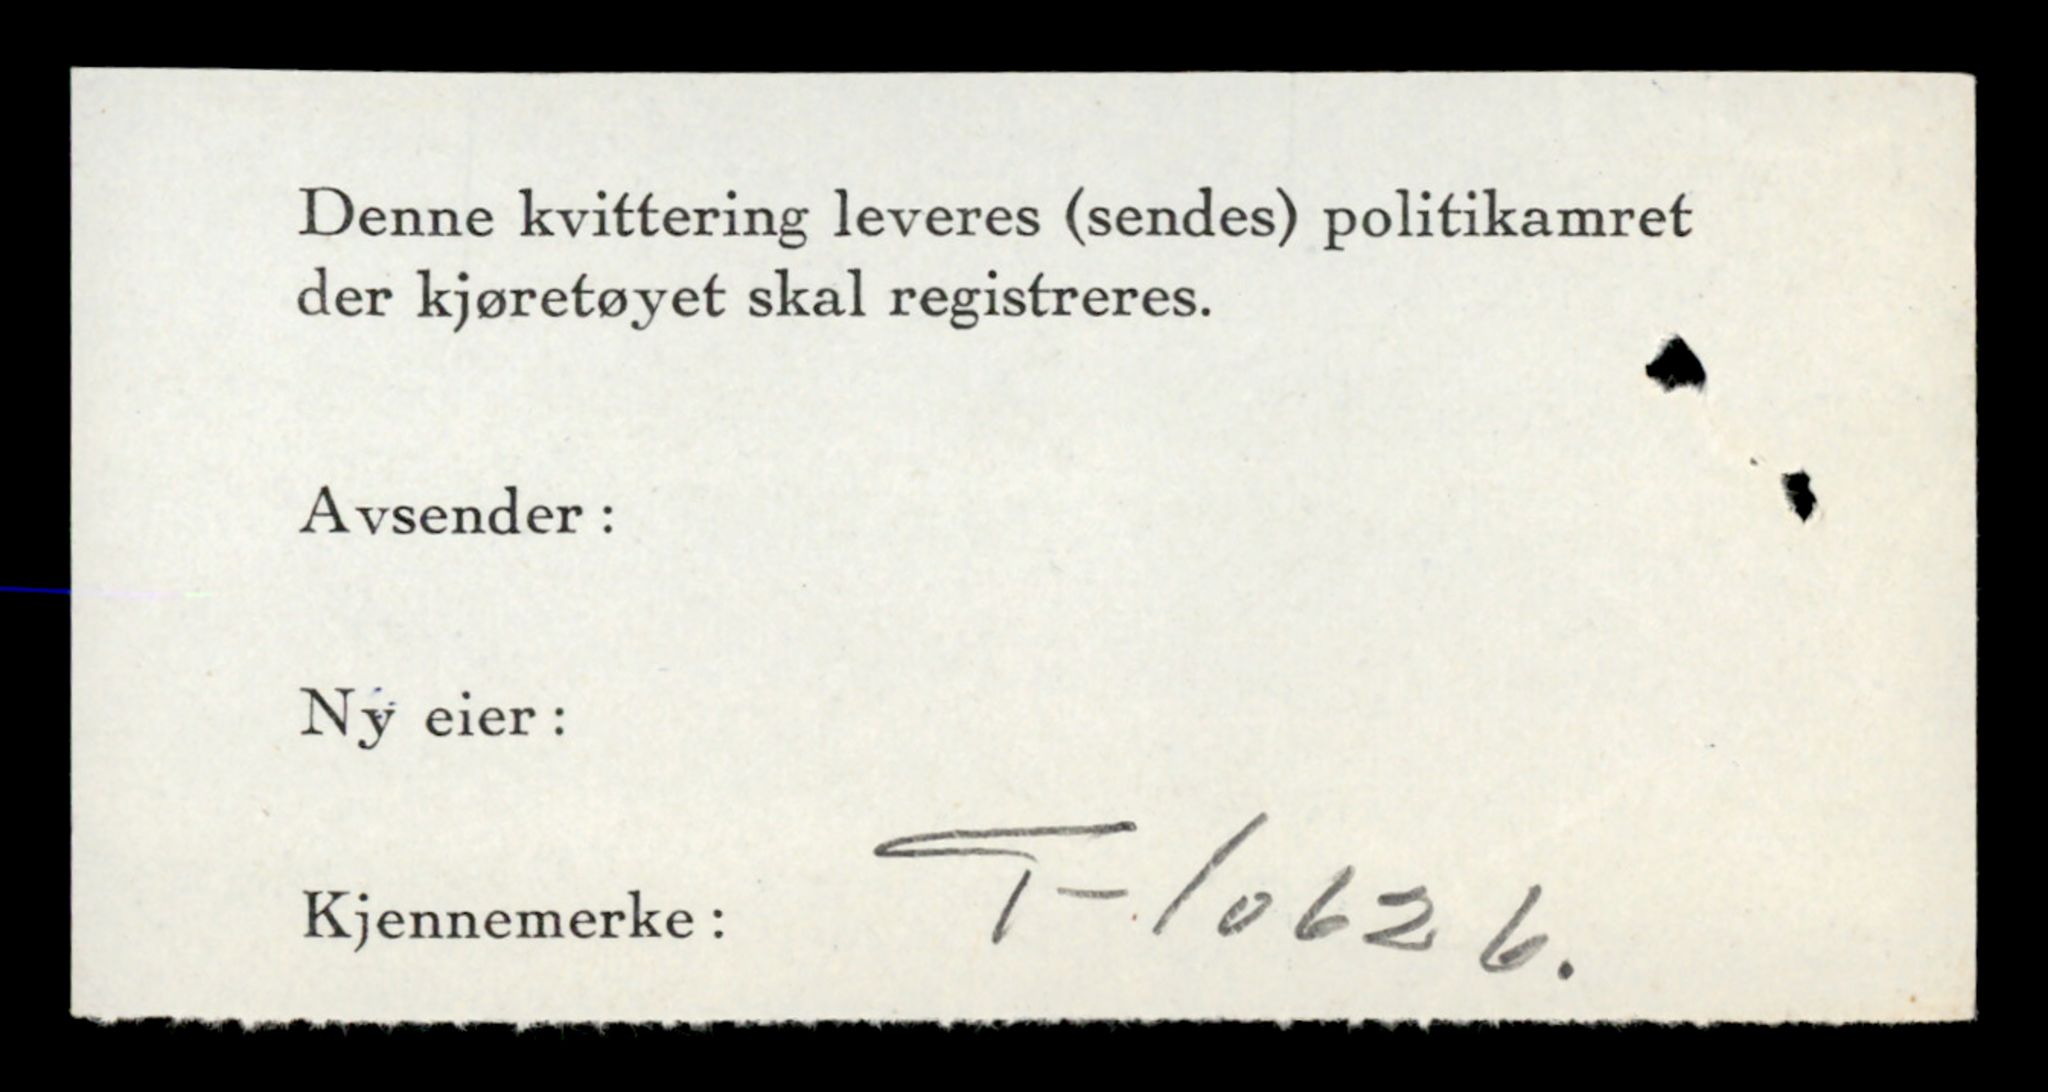 Denne kvittering leveres (sendes) politikamret
der kjøretøyet skal registreres.
Avsender :
Ny eier :
Kjennemerke : T-10626.